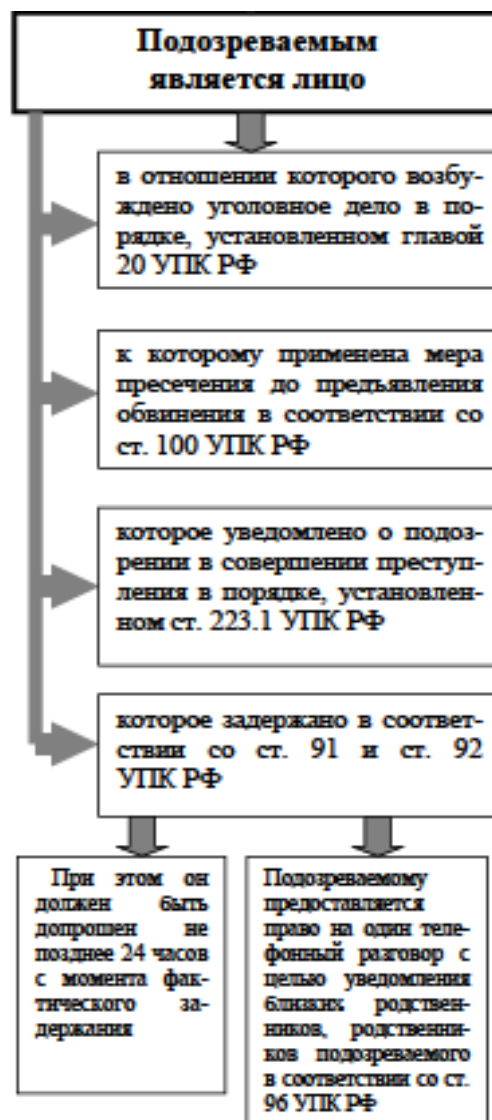 Подозреваемым
является лицо
в отношении которого возбу-
ждено уголовное дело в по-
рядке, установленном главой
20 УПК РФ
к которому применена мера
пресечения до предъявления
обвинения в соответствии со
ст. 100 УПК РФ
которое уведомлено о подоз-
рении в совершении преступ-
ления в порядке, установлен-
ном ст. 223.1 УПК РФ
которое задержано в соответ-
ствии со ст. 91 и ст. 92
УПК РФ
При этом он
должен быть
допрошен не
позднее 24 часов
с момента фак-
тического за-
держания
Подозреваемому
предоставляется
право на один теле-
фонный разговор с
целью уведомления
близких родствен-
ников, родственни-
ков подозреваемого
в соответствии со ст.
96 УПК РФ